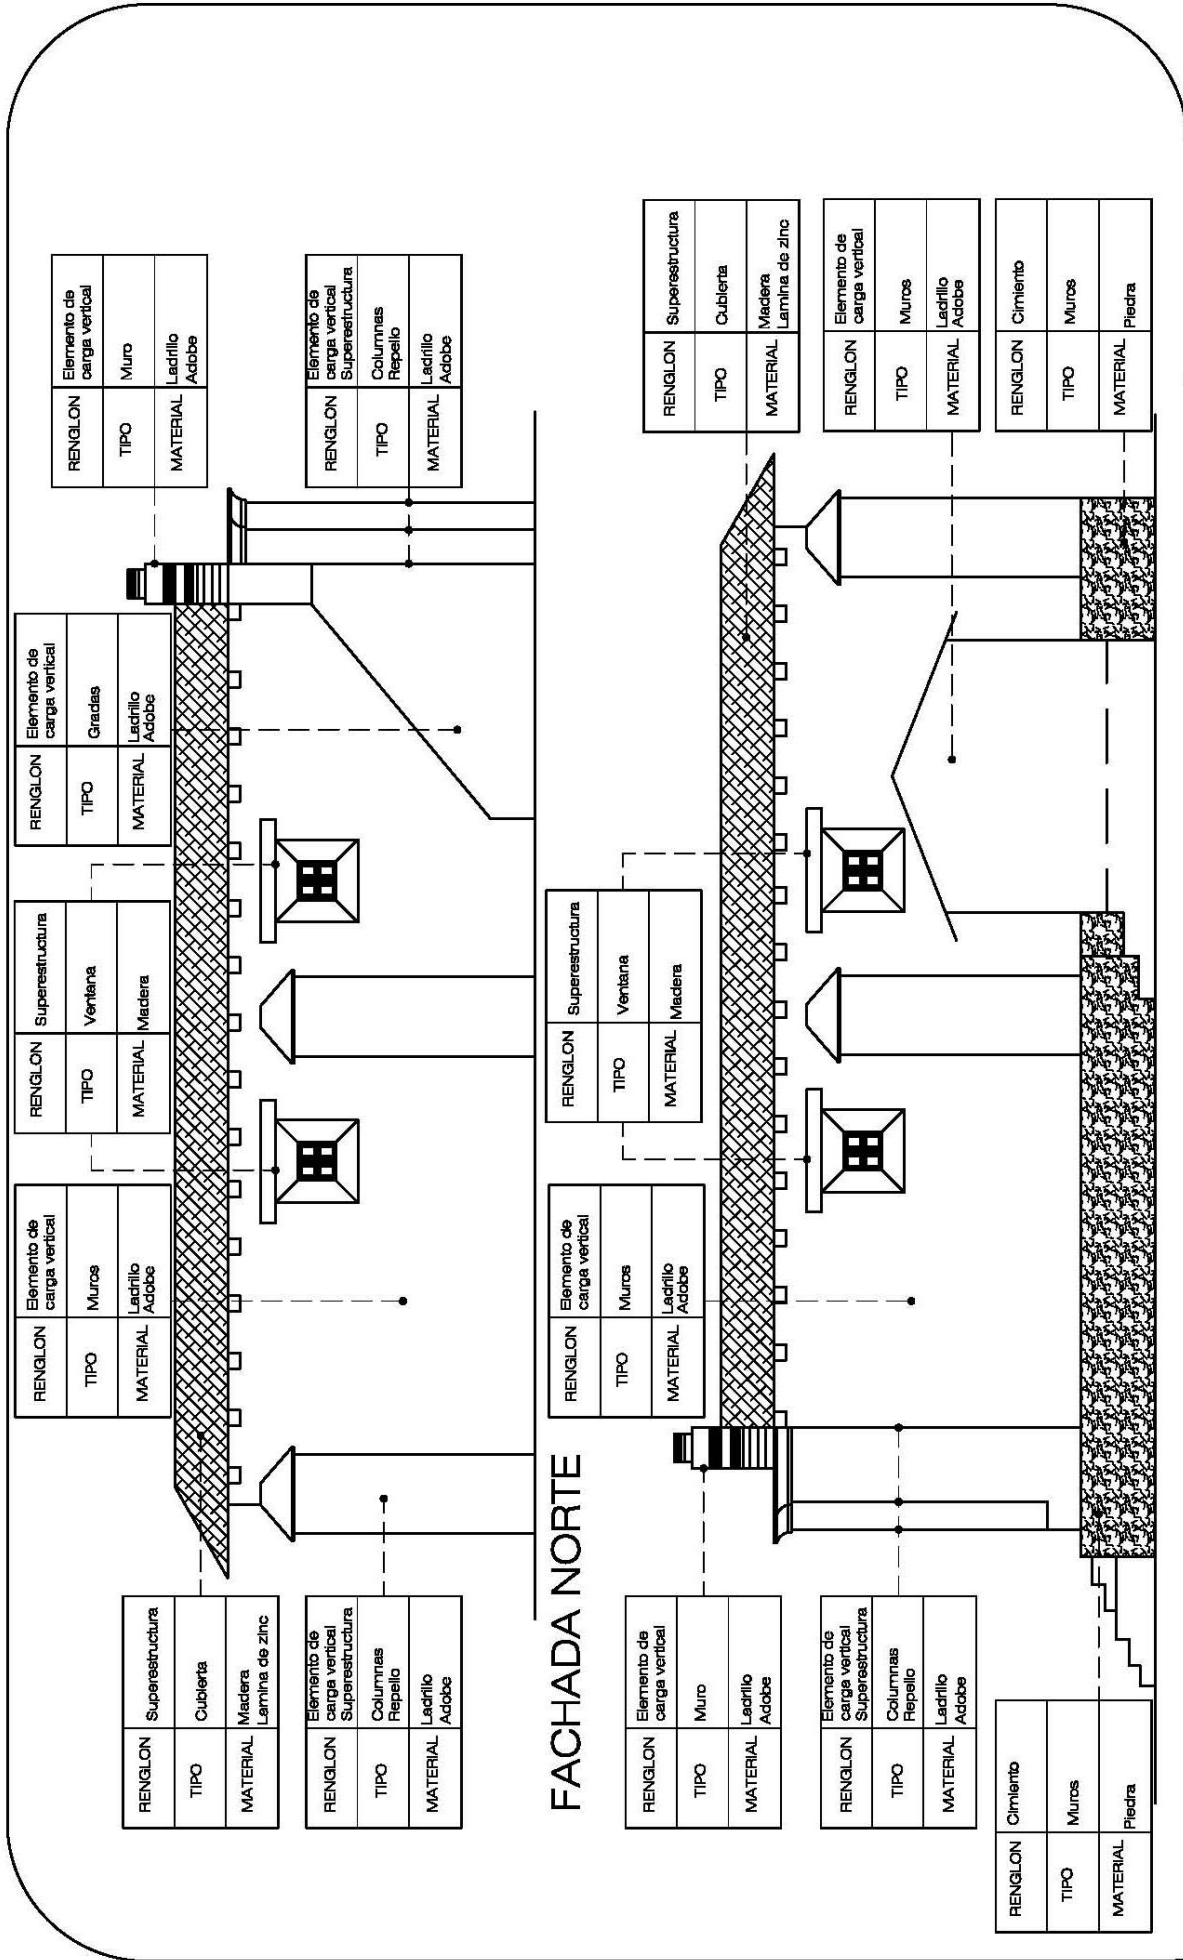 RENGLON Elemento de
carga vertical
TIPO Muros
MATERIAL Ladrillo
Adobe
RENGLON Superestructura
TIPO Ventana
MATERIAL Madera
RENGLON Elemento de
carga vertical
TIPO Gradas
MATERIAL Ladrillo
Adobe
RENGLON Elemento de
carga vertical
TIPO Muro
MATERIAL Ladrillo
Adobe
RENGLON Superestructura
TIPO Cubierta
MATERIAL Madera
Lamina de zinc
RENGLON Elemento de
carga vertical
Superestructura
TIPO Columnas
Repello
MATERIAL Ladrillo
Adobe
RENGLON Elemento de
carga vertical
Superestructura
TIPO Columnas
Repello
MATERIAL Ladrillo
Adobe
FACHADA NORTE
RENGLON Elemento de
carga vertical
TIPO Muros
MATERIAL Ladrillo
Adobe
RENGLON Superestructura
TIPO Ventana
MATERIAL Madera
RENGLON Elemento de
carga vertical
TIPO Muro
MATERIAL Ladrillo
Adobe
RENGLON Superestructura
TIPO Cubierta
MATERIAL Madera
Lamina de zinc
RENGLON Elemento de
carga vertical
Superestructura
TIPO Columnas
Repello
MATERIAL Ladrillo
Adobe
RENGLON Elemento de
carga vertical
TIPO Muros
MATERIAL Ladrillo
Adobe
RENGLON Cimiento
TIPO Muros
MATERIAL Piedra
RENGLON Cimiento
TIPO Muros
MATERIAL Piedra